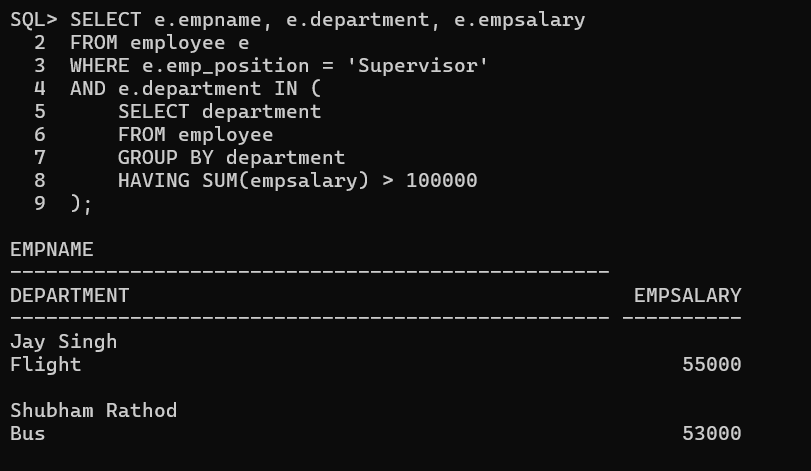 SQL> SELECT e.empname, e.department, e.empsalary
  2  FROM employee e
  3  WHERE e.emp_position = 'Supervisor'
  4  AND e.department IN (
  5      SELECT department
  6      FROM employee
  7      GROUP BY department
  8      HAVING SUM(empsalary) > 100000
  9  );
EMPNAME
--------------------------------------------------
DEPARTMENT                                          EMPSALARY
-------------------------------------------------- ----------
Jay Singh
Flight                                                  55000
Shubham Rathod
Bus                                                     53000